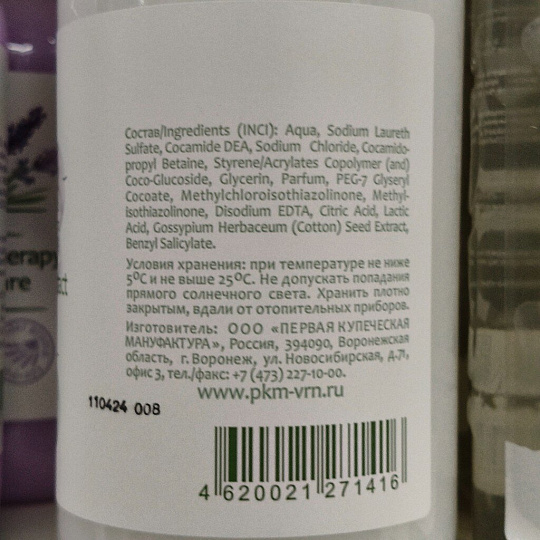 Состав/Ingredients (INCI): Aqua, Sodium Laureth
Sulfate, Cocamide DEA, Sodium Chloride, Cocamido-
propyl Betaine, Styrene/Acrylates Copolymer (and)
Coco-Glucoside, Glycerin, Parfum, PEG-7 Glyseryl
Cocoate, Methylchloroisothiazolinone, Methyl-
isothiazolinone, Disodium EDTA, Citric Acid, Lactic
Acid, Gossypium Herbaceum (Cotton) Seed Extract,
Benzyl Salicylate.
Условия хранения: при температуре не ниже
5°C и не выше 25°C. Не допускать попадания
прямого солнечного света. Хранить плотно
закрытым, вдали от отопительных приборов.
Изготовитель: ООО «ПЕРВАЯ КУПЕЧЕСКАЯ
МАНУФАКТУРА», Россия, 394090, Воронежская
область, г. Воронеж, ул. Новосибирская, д.71,
офис 3, тел./факс: +7 (473) 227-10-00.
www.pkm-vrn.ru
110424 008
4 620021 271416